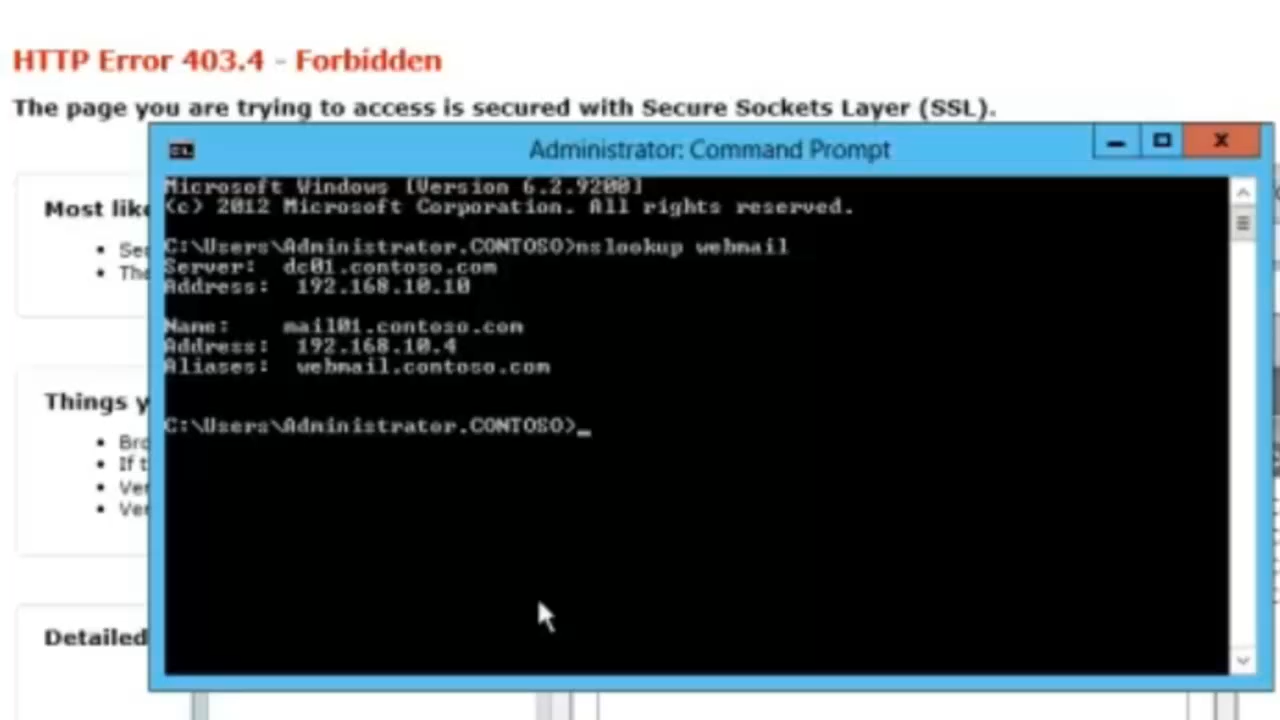 HTTP Error 403.4 - Forbidden
The page you are trying to access is secured with Secure Sockets Layer (SSL).
Administrator: Command Prompt
Microsoft Windows [Version 6.2.9200]
(c) 2012 Microsoft Corporation. All rights reserved.
C:\Users\Administrator.CONTOSO>nslookup webmail
Server: dc01.contoso.com
Address: 192.168.10.10
Name: mail01.contoso.com
Address: 192.168.10.4
Aliases: webmail.contoso.com
C:\Users\Administrator.CONTOSO>_
Most like
Things y
If t
Detailed